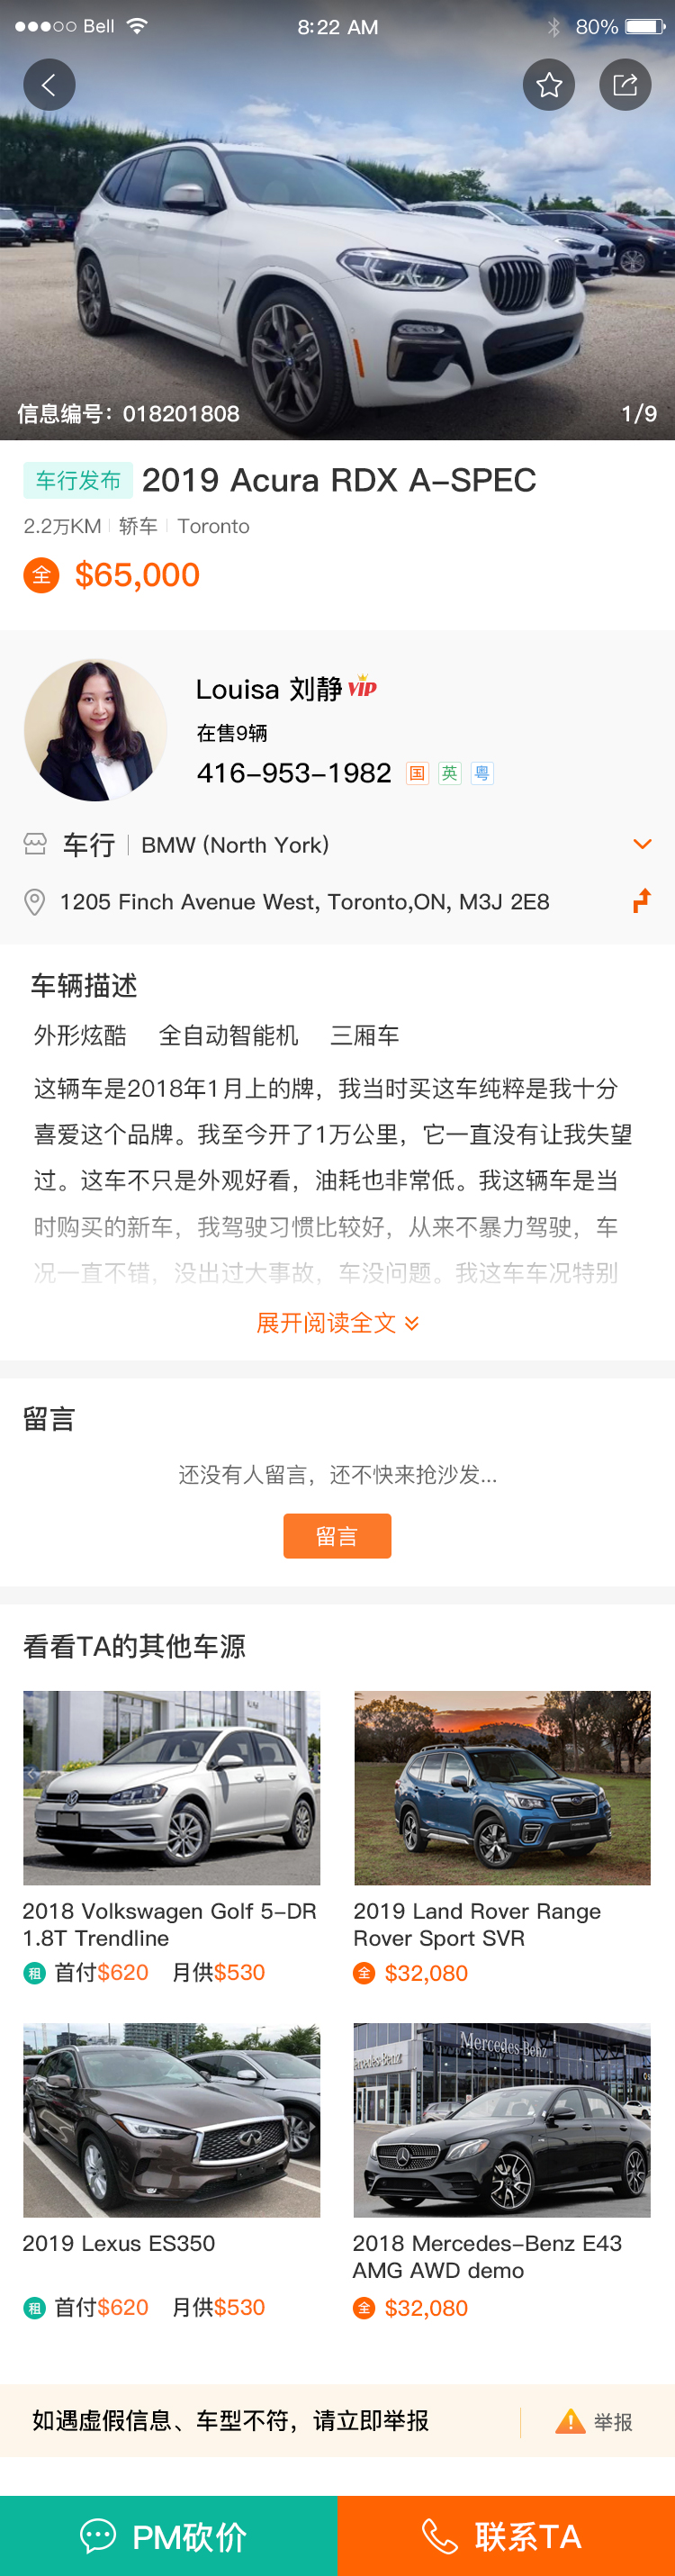 Bell 8:22 AM 80%
信息编号：018201808 1/9
车行发布 2019 Acura RDX A-SPEC
2.2万KM 轿车 Toronto
全 $65,000
Louisa 刘静 VIP
在售9辆
416-953-1982 国 英 粤
车行 BMW (North York)
1205 Finch Avenue West, Toronto,ON, M3J 2E8
车辆描述
外形炫酷 全自动智能机 三厢车
这辆车是2018年1月上的牌，我当时买这车纯粹是我十分
喜爱这个品牌。我至今开了1万公里，它一直没有让我失望
过。这车不只是外观好看，油耗也非常低。我这辆车是当
时购买的新车，我驾驶习惯比较好，从来不暴力驾驶，车
况一直不错，没出过大事故，车没问题。我这车车况特别
展开阅读全文
留言
还没有人留言，还不快来抢沙发...
留言
看看TA的其他车源
2018 Volkswagen Golf 5-DR
1.8T Trendline
租 首付$620 月供$530
2019 Land Rover Range
Rover Sport SVR
全 $32,080
Mercedes-Benz
2019 Lexus ES350
租 首付$620 月供$530
2018 Mercedes-Benz E43
AMG AWD demo
全 $32,080
如遇虚假信息、车型不符，请立即举报 举报
PM砍价 联系TA